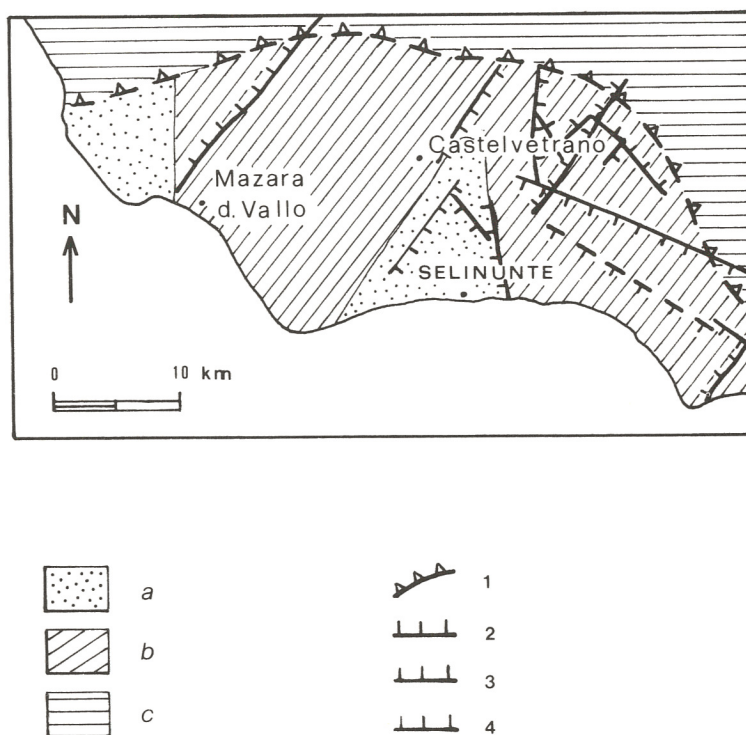 Castelvetrano
Mazara
d. Vallo
N
SELINUNTE
0 10 km
a 1
b 2
3
c 4